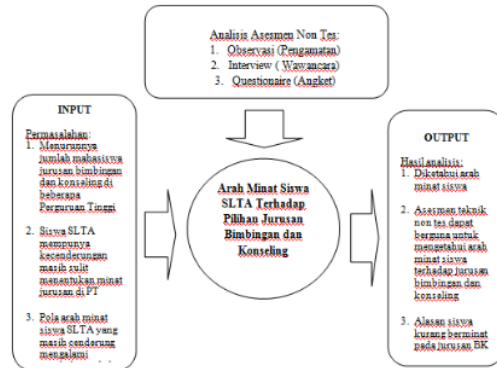 Analisis Asesmen Non Tes:
1. Observasi (Pengamatan)
2. Interview ( Wawancara)
3. Questionaire (Angket)
INPUT
Permasalahan:
1. Menurunnya
jumlah mahasiswa
jurusan bimbingan
dan konseling di
beberapa
Perguruan Tinggi
2. Siswa SLTA
mempunya
kecenderungan
masih sulit
menentukan minat
jurusan di PT
3. Pola arah minat
siswa SLTA yang
masih cenderung
mengalami
Arah Minat Siswa
SLTA Terhadap
Pilihan Jurusan
Bimbingan dan
Konseling
OUTPUT
Hasil analisis:
1. Diketahui arah
minat siswa
2. Asesmen teknik
non tes dapat
berguna untuk
mengetahui arah
minat siswa
terhadap jurusan
bimbingan dan
konseling
3. Alasan siswa
kurang berminat
pada jurusan BK